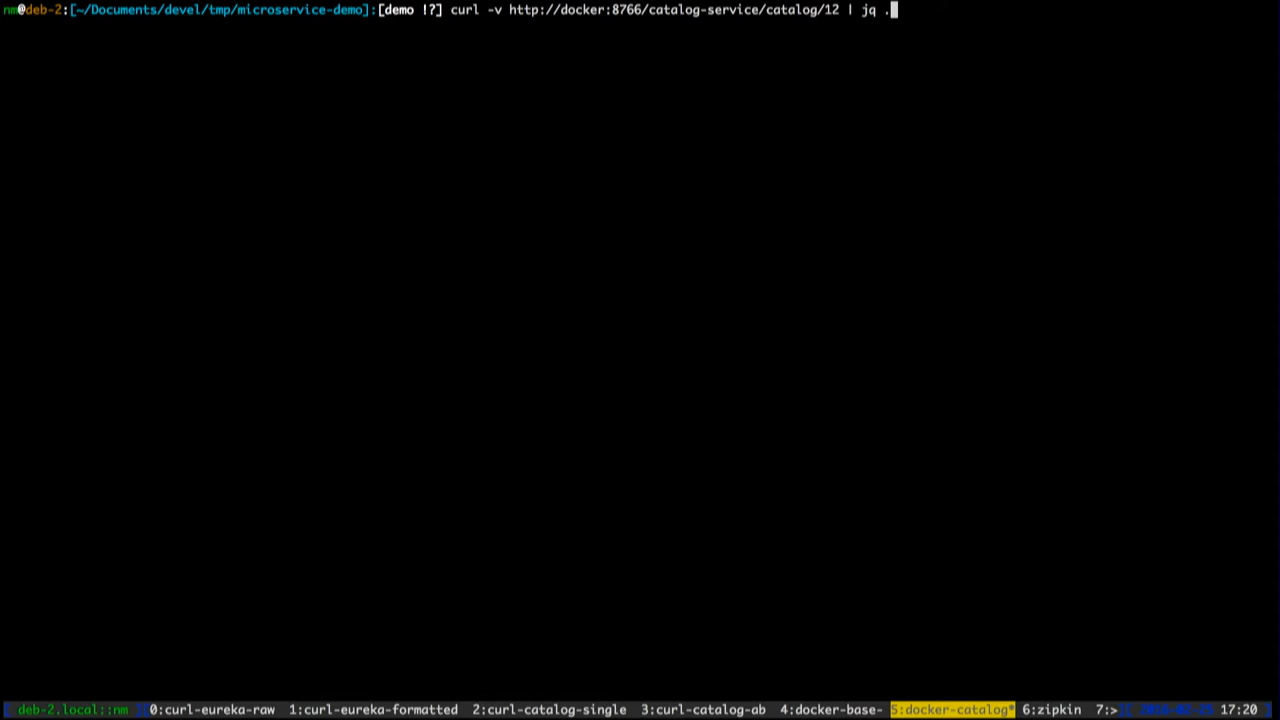 nm@deb-2:[~/Documents/devel/tmp/microservice-demo]:[demo !?] curl -v http://docker:8766/catalog-service/catalog/12 | jq .
[ deb-2.local::nm ][0:curl-eureka-raw 1:curl-eureka-formatted 2:curl-catalog-single 3:curl-catalog-ab 4:docker-base- 5:docker-catalog* 6:zipkin 7:> 17:20 ]